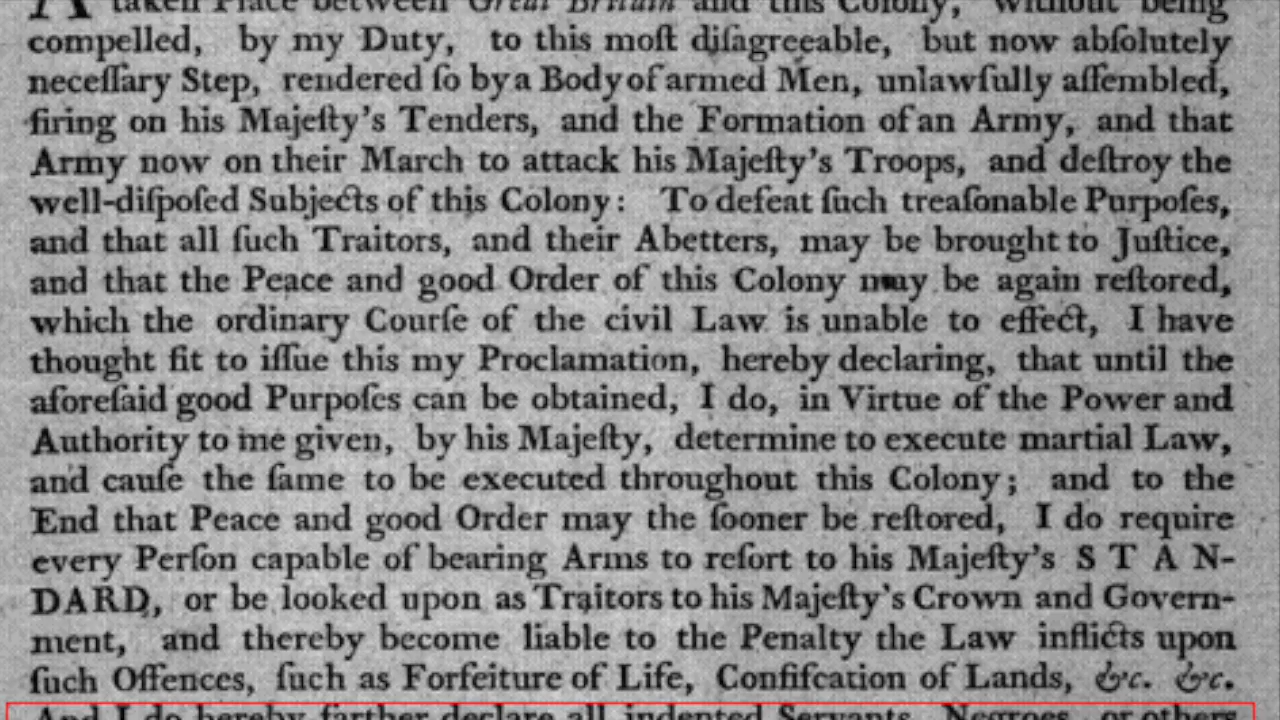 A taken Place between Great Britain and this Colony, without being
compelled, by my Duty, to this moſt diſagreeable, but now abſolutely
neceſſary Step, rendered ſo by a Body of armed Men, unlawfully aſſembled,
firing on his Majeſty's Tenders, and the Formation of an Army, and that
Army now on their March to attack his Majeſty's Troops, and deſtroy the
well-diſpoſed Subjects of this Colony: To defeat ſuch treaſonable Purpoſes,
and that all ſuch Traitors, and their Abetters, may be brought to Juſtice,
and that the Peace and good Order of this Colony may be again reſtored,
which the ordinary Courſe of the civil Law is unable to effect, I have
thought fit to iſſue this my Proclamation, hereby declaring, that until the
aforeſaid good Purpoſes can be obtained, I do, in Virtue of the Power and
Authority to me given, by his Majeſty, determine to execute martial Law,
and cauſe the ſame to be executed throughout this Colony; and to the
End that Peace and good Order may the ſooner be reſtored, I do require
every Perſon capable of bearing Arms to reſort to his Majeſty's S T A N-
DARD, or be looked upon as Traitors to his Majeſty's Crown and Govern-
ment, and thereby become liable to the Penalty the Law inflicts upon
ſuch Offences, ſuch as Forfeiture of Life, Confiſcation of Lands, &c. &c.
And I do hereby farther declare all indented Servants, Negroes, or others